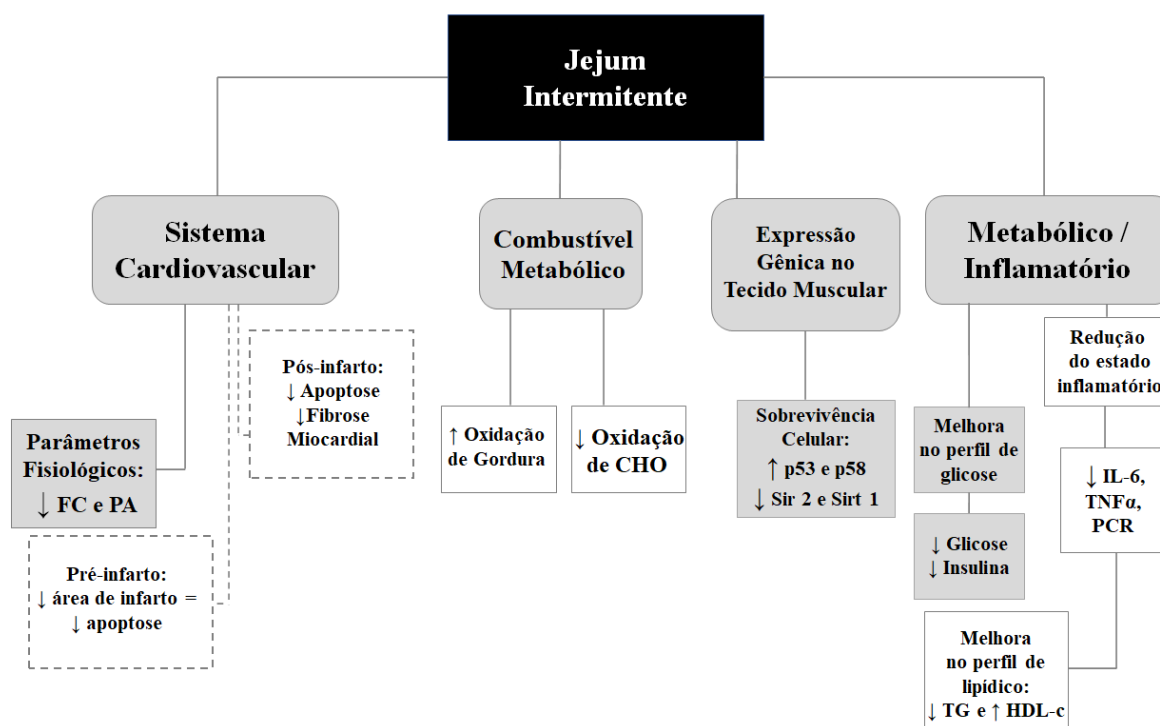 Jejum
Intermitente
Sistema
Cardiovascular
Combustível
Metabólico
Expressão
Gênica no
Tecido Muscular
Metabólico /
Inflamatório
Parâmetros
Fisiológicos:
↓ FC e PA
Pós-infarto:
↓ Apoptose
↓Fibrose
Miocardial
Pré-infarto:
↓ área de infarto =
↓ apoptose
↑ Oxidação
de Gordura
↓ Oxidação
de CHO
Sobrevivência
Celular:
↑ p53 e p58
↓ Sir 2 e Sirt 1
Melhora
no perfil de
glicose
↓ Glicose
↓ Insulina
Redução
do estado
inflamatório
↓ IL-6,
TNFα,
PCR
Melhora
no perfil de
lipídico:
↓ TG e ↑ HDL-c